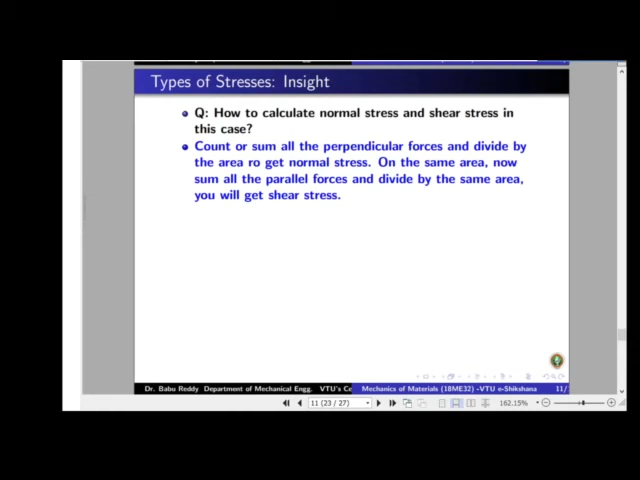 Types of Stresses: Insight
Q: How to calculate normal stress and shear stress in
this case?
Count or sum all the perpendicular forces and divide by
the area ro get normal stress. On the same area, now
sum all the parallel forces and divide by the same area,
you will get shear stress.
Dr. Babu Reddy Department of Mechanical Engg. VTU's Ce Mechanics of Materials (18ME32) -VTU e-Shikshana 11/
11 (23 / 27) 162.15%